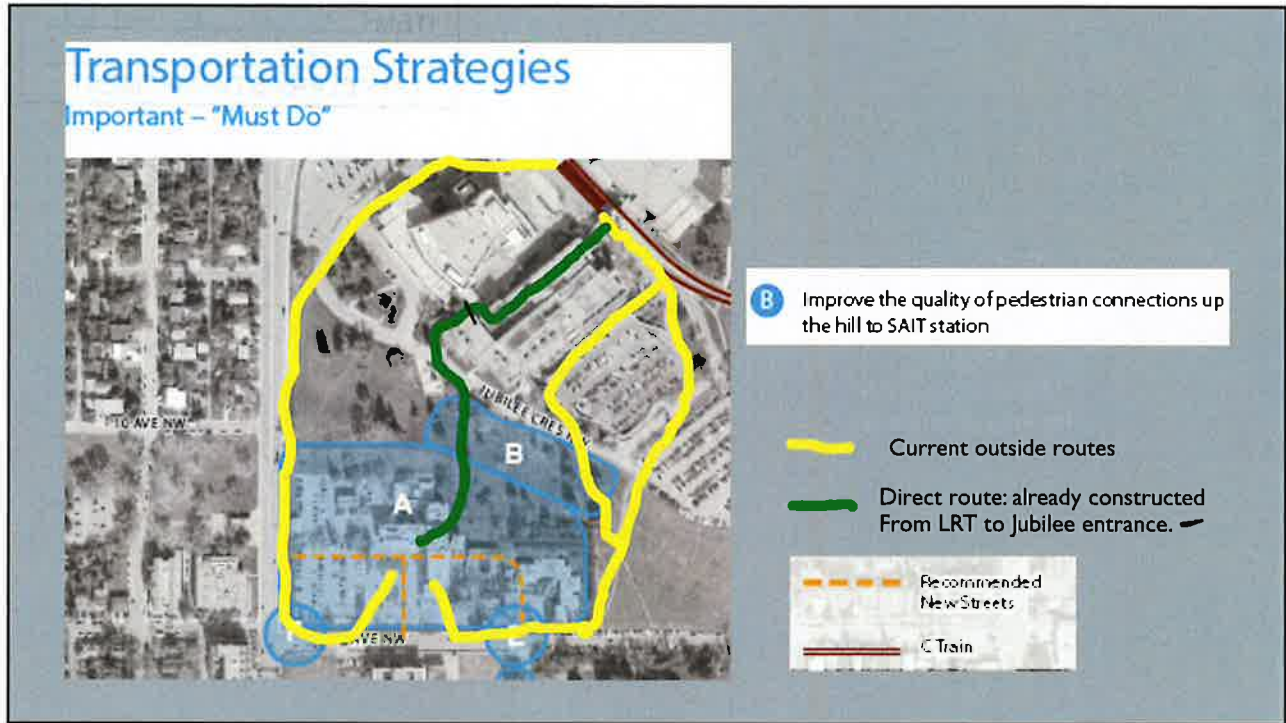 Transportation Strategies
Important – "Must Do"
B
Improve the quality of pedestrian connections up
the hill to SAIT station
10 AVE NW
JUBILEE CRES
B
A
Current outside routes
Direct route: already constructed
From LRT to Jubilee entrance.
Recommended
New Streets
AVE NW
C Train